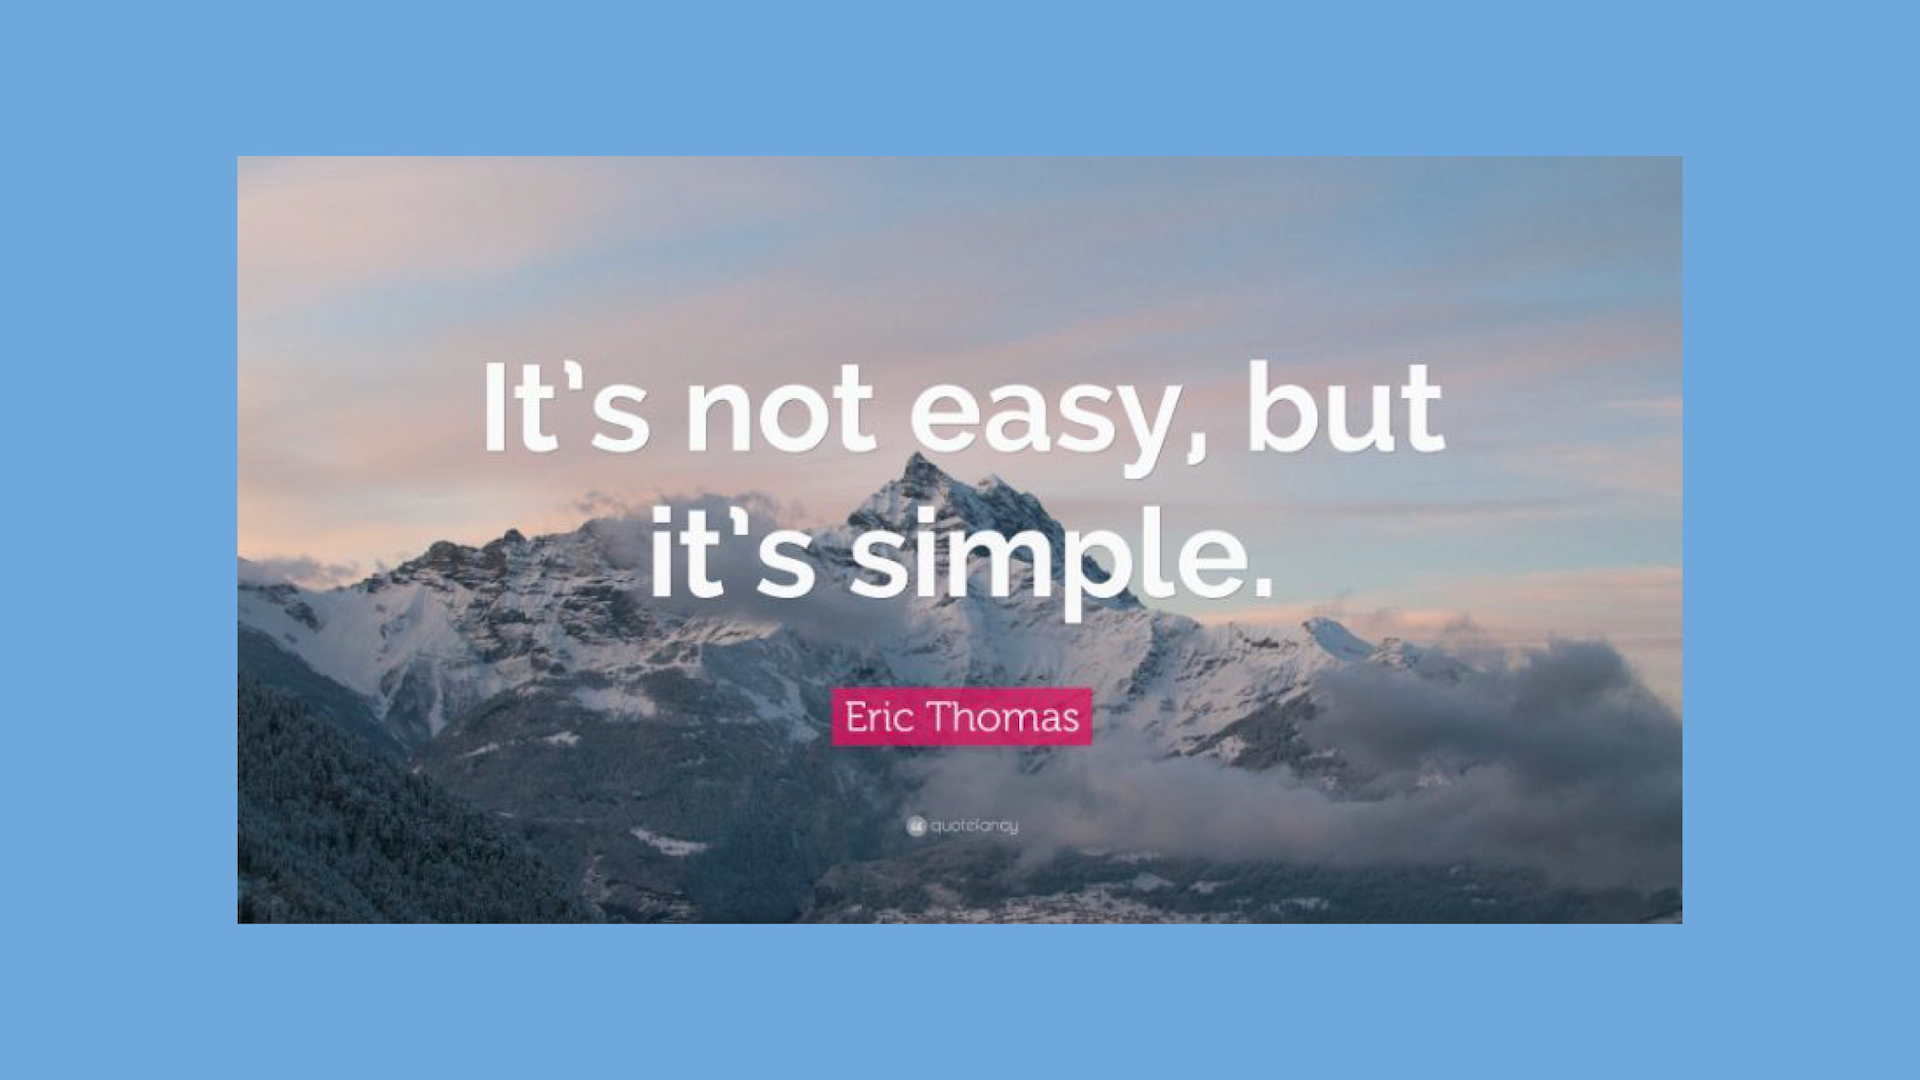 It’s not easy, but
it’s simple.
Eric Thomas
quotefancy